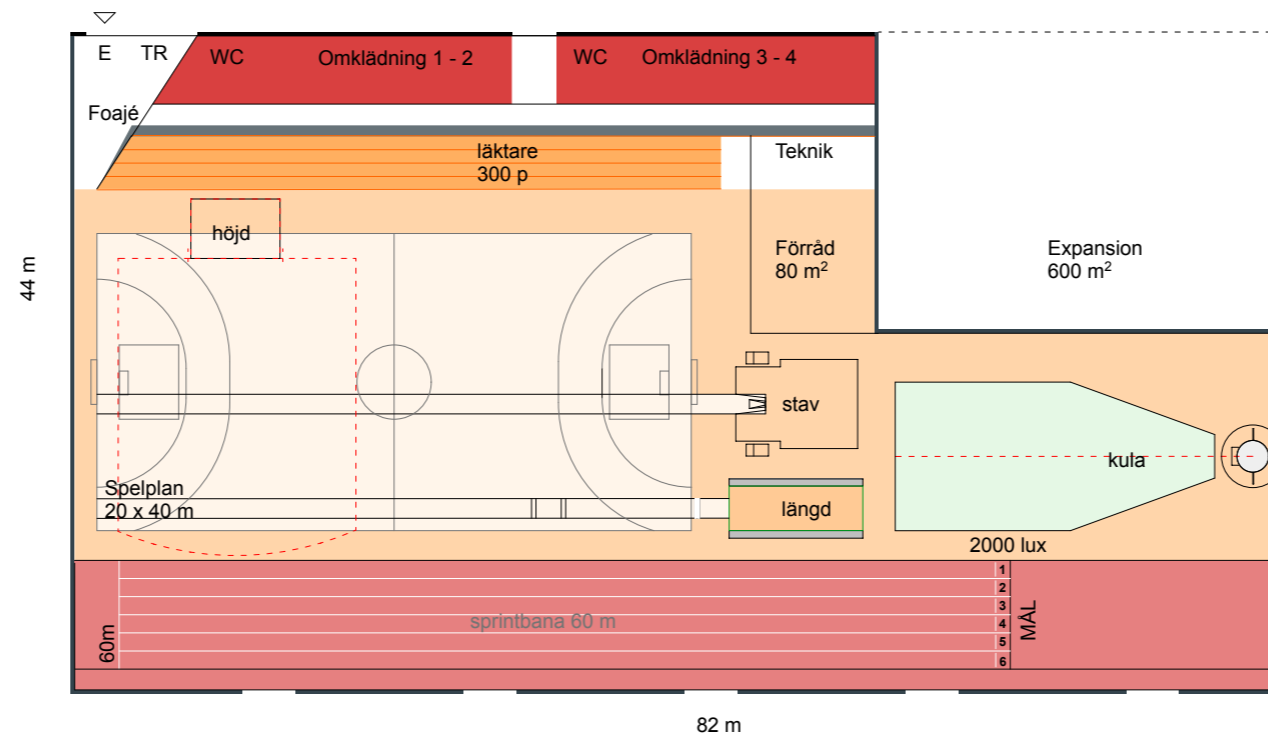 E TR
WC
Omklädning 1 - 2
WC
Omklädning 3 - 4
Foajé
läktare
300 p
Teknik
höjd
Förråd
80 m²
Expansion
600 m²
44 m
stav
kula
Spelplan
20 x 40 m
längd
2000 lux
1
2
3
4
5
6
MÅL
sprintbana 60 m
60m
82 m